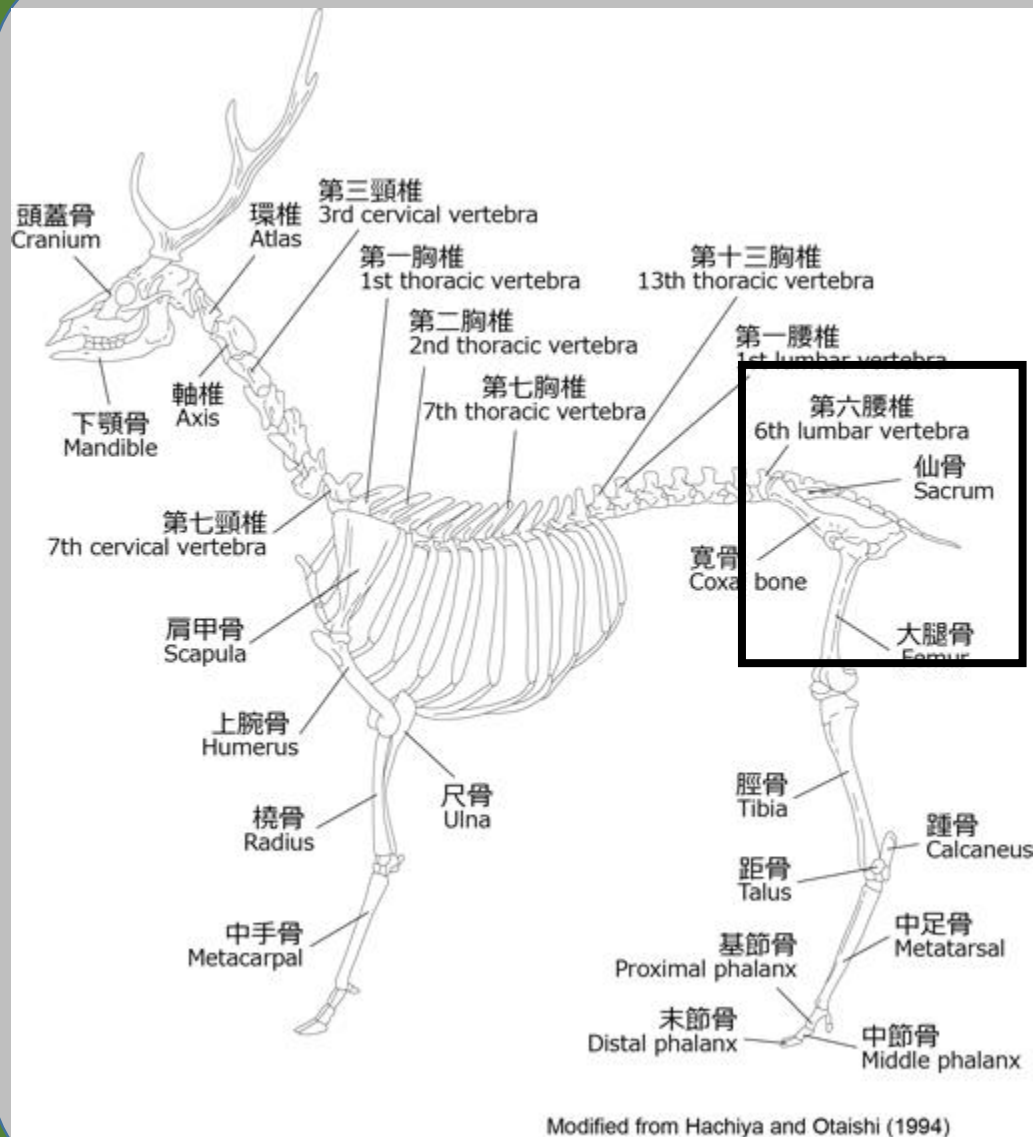 頭蓋骨
Cranium
環椎
Atlas
第三頸椎
3rd cervical vertebra
第一胸椎
1st thoracic vertebra
第二胸椎
2nd thoracic vertebra
第七胸椎
7th thoracic vertebra
第十三胸椎
13th thoracic vertebra
第一腰椎
1st lumbar vertebra
第六腰椎
6th lumbar vertebra
仙骨
Sacrum
下顎骨
Mandible
軸椎
Axis
第七頸椎
7th cervical vertebra
寛骨
Coxal bone
肩甲骨
Scapula
大腿骨
Femur
上腕骨
Humerus
尺骨
Ulna
橈骨
Radius
脛骨
Tibia
踵骨
Calcaneus
距骨
Talus
中手骨
Metacarpal
中足骨
Metatarsal
基節骨
Proximal phalanx
末節骨
Distal phalanx
中節骨
Middle phalanx
Modified from Hachiya and Otaishi (1994)